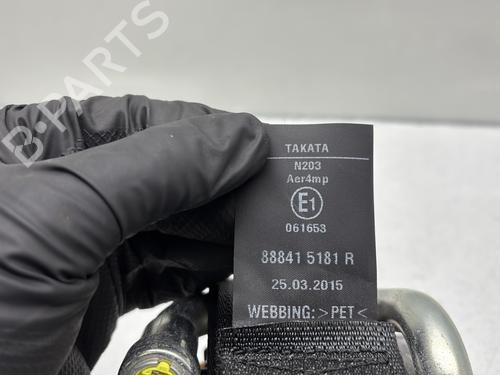 B-PARTS
TAKATA
N203
Aer4mp
E1
061653
88841 5181 R
25.03.2015
WEBBING:>PET<